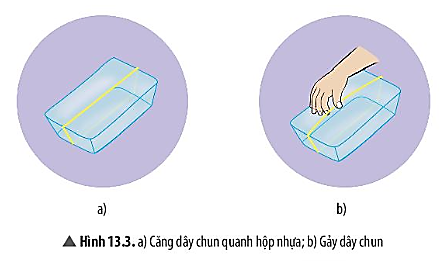 a)
b)
▲ Hình 13.3. a) Căng dây chun quanh hộp nhựa; b) Gảy dây chun